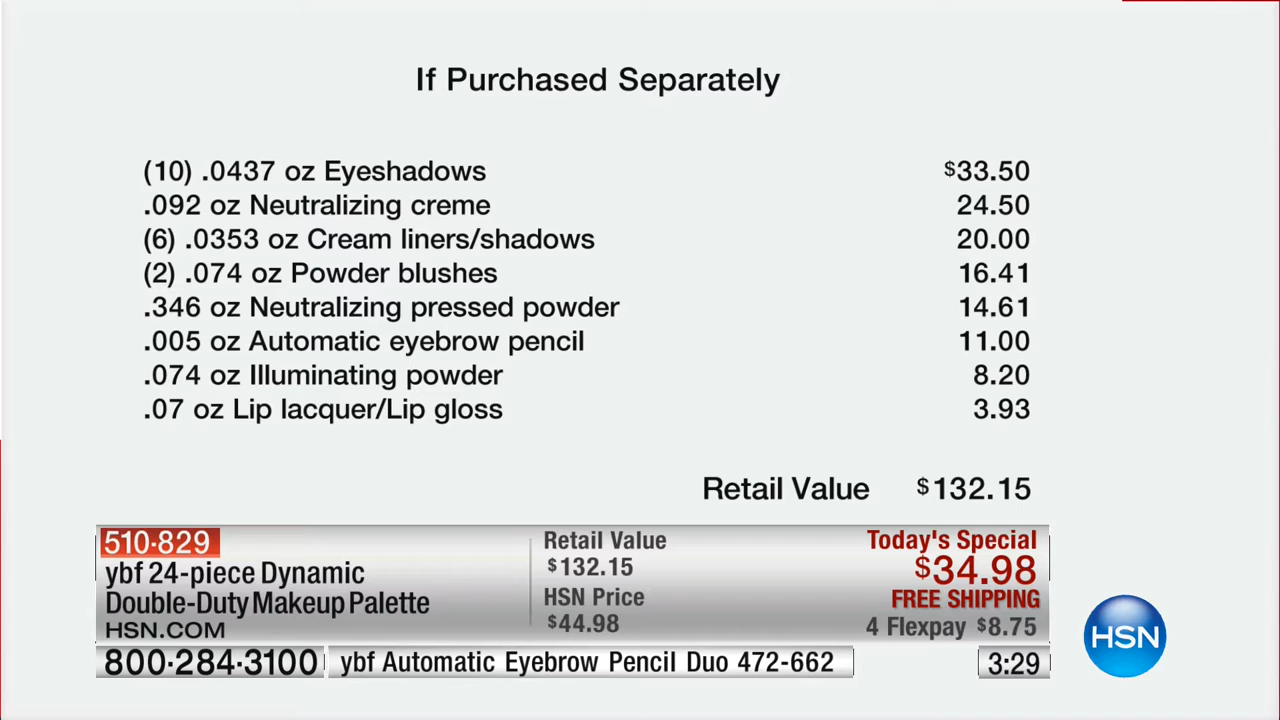 If Purchased Separately
(10) .0437 oz Eyeshadows $33.50
.092 oz Neutralizing creme 24.50
(6) .0353 oz Cream liners/shadows 20.00
(2) .074 oz Powder blushes 16.41
.346 oz Neutralizing pressed powder 14.61
.005 oz Automatic eyebrow pencil 11.00
.074 oz Illuminating powder 8.20
.07 oz Lip lacquer/Lip gloss 3.93
Retail Value $132.15
510-829
ybf 24-piece Dynamic
Double-Duty Makeup Palette
HSN.COM
Retail Value
$132.15
HSN Price
$44.98
Today's Special
$34.98
FREE SHIPPING
4 Flexpay $8.75
HSN
800·284·3100
ybf Automatic Eyebrow Pencil Duo 472-662
3:29